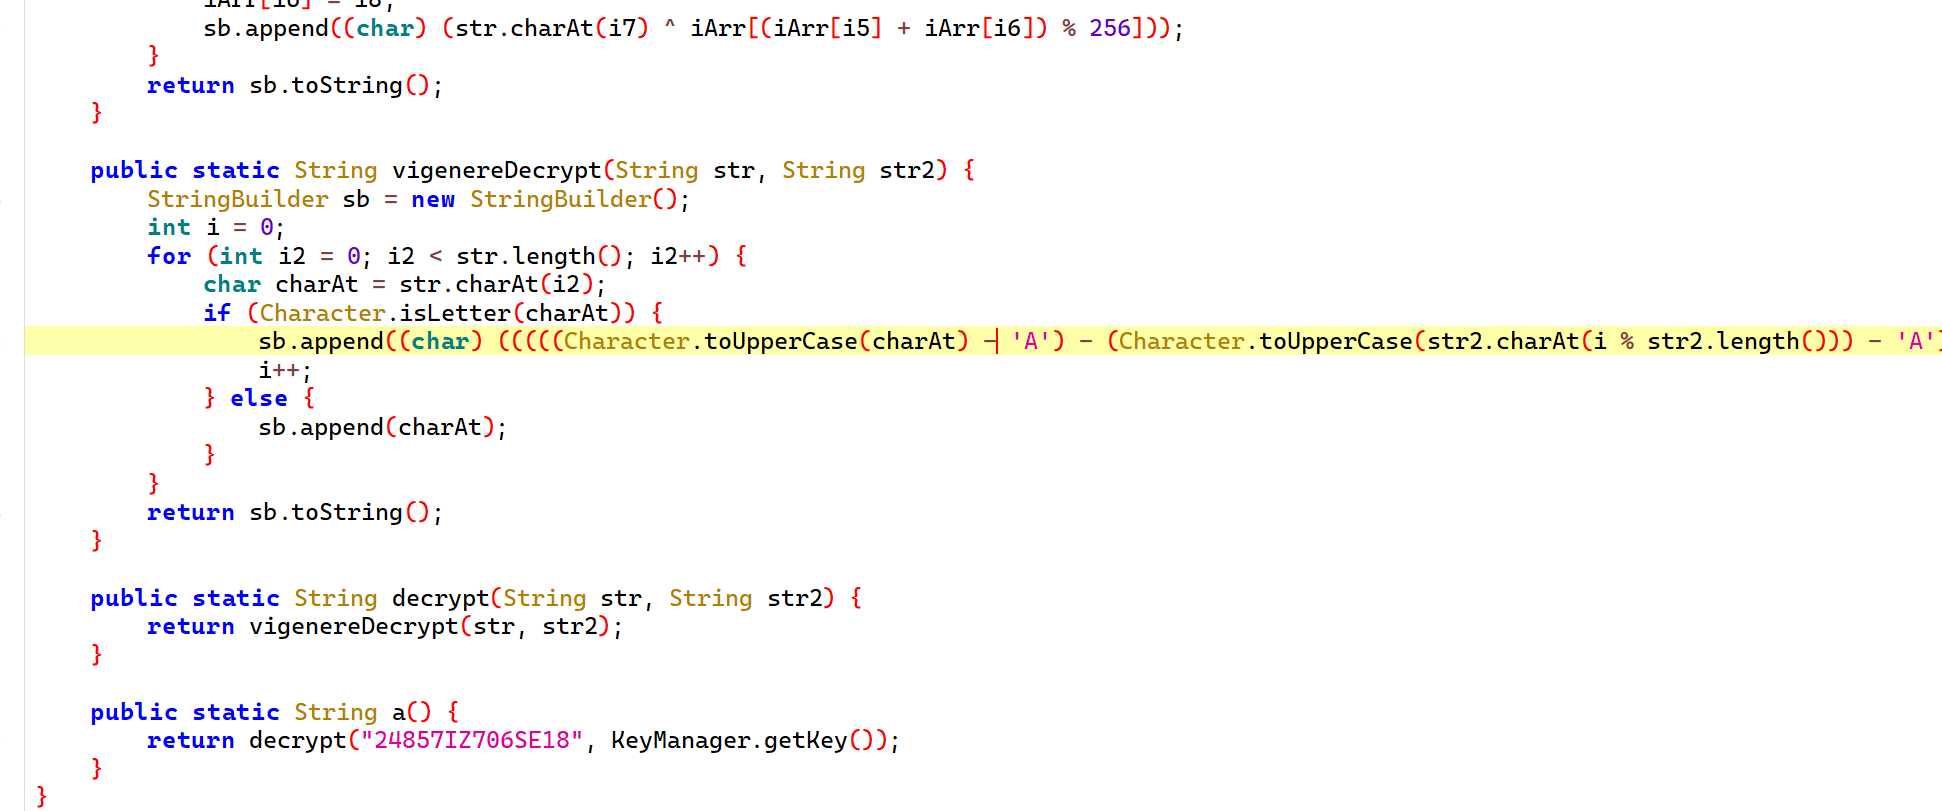 iArr[i6] = i8;
sb.append((char) (str.charAt(i7) ^ iArr[(iArr[i5] + iArr[i6]) % 256]));
}
return sb.toString();
}
public static String vigenereDecrypt(String str, String str2) {
StringBuilder sb = new StringBuilder();
int i = 0;
for (int i2 = 0; i2 < str.length(); i2++) {
char charAt = str.charAt(i2);
if (Character.isLetter(charAt)) {
sb.append((char) (((((Character.toUpperCase(charAt) - 'A') - (Character.toUpperCase(str2.charAt(i % str2.length())) - 'A')
i++;
} else {
sb.append(charAt);
}
}
return sb.toString();
}
public static String decrypt(String str, String str2) {
return vigenereDecrypt(str, str2);
}
public static String a() {
return decrypt("24857IZ706SE18", KeyManager.getKey());
}
}